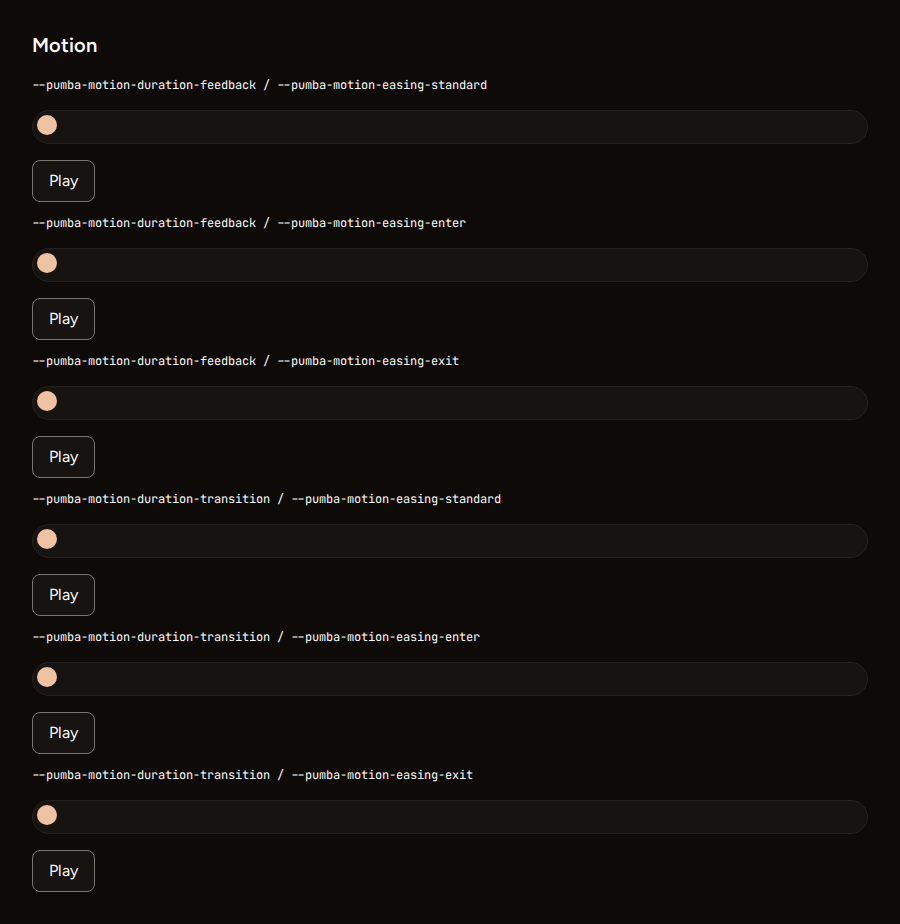 Motion
--pumba-motion-duration-feedback / --pumba-motion-easing-standard
Play
--pumba-motion-duration-feedback / --pumba-motion-easing-enter
Play
--pumba-motion-duration-feedback / --pumba-motion-easing-exit
Play
--pumba-motion-duration-transition / --pumba-motion-easing-standard
Play
--pumba-motion-duration-transition / --pumba-motion-easing-enter
Play
--pumba-motion-duration-transition / --pumba-motion-easing-exit
Play